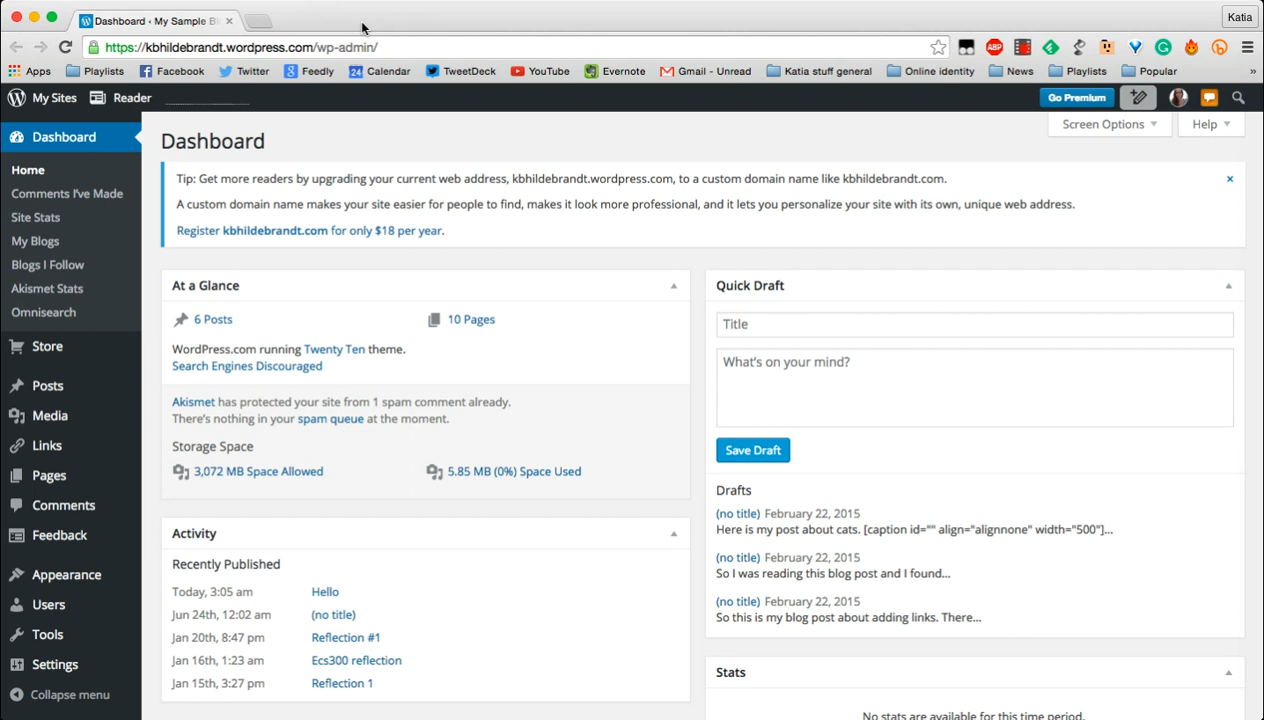 Dashboard ‹ My Sample Bl
Katia
https://kbhildebrandt.wordpress.com/wp-admin/
Apps Playlists Facebook Twitter Feedly 24 Calendar TweetDeck YouTube Evernote Gmail - Unread Katia stuff general Online identity News Playlists Popular »
My Sites Reader Go Premium
Dashboard
Home
Comments I've Made
Site Stats
My Blogs
Blogs I Follow
Akismet Stats
Omnisearch
Store
Posts
Media
Links
Pages
Comments
Feedback
Appearance
Users
Tools
Settings
Collapse menu
Screen Options Help
Dashboard
Tip: Get more readers by upgrading your current web address, kbhildebrandt.wordpress.com, to a custom domain name like kbhildebrandt.com.
A custom domain name makes your site easier for people to find, makes it look more professional, and it lets you personalize your site with its own, unique web address.
Register kbhildebrandt.com for only $18 per year.
At a Glance
6 Posts 10 Pages
WordPress.com running Twenty Ten theme.
Search Engines Discouraged
Akismet has protected your site from 1 spam comment already.
There's nothing in your spam queue at the moment.
Storage Space
3,072 MB Space Allowed 5.85 MB (0%) Space Used
Activity
Recently Published
Today, 3:05 am Hello
Jun 24th, 12:02 am (no title)
Jan 20th, 8:47 pm Reflection #1
Jan 16th, 1:23 am Ecs300 reflection
Jan 15th, 3:27 pm Reflection 1
Quick Draft
Title
What's on your mind?
Save Draft
Drafts
(no title) February 22, 2015
Here is my post about cats. [caption id="" align="alignnone" width="500"]...
(no title) February 22, 2015
So I was reading this blog post and I found...
(no title) February 22, 2015
So this is my blog post about adding links. There...
Stats
No stats are available for this time period.
ABP